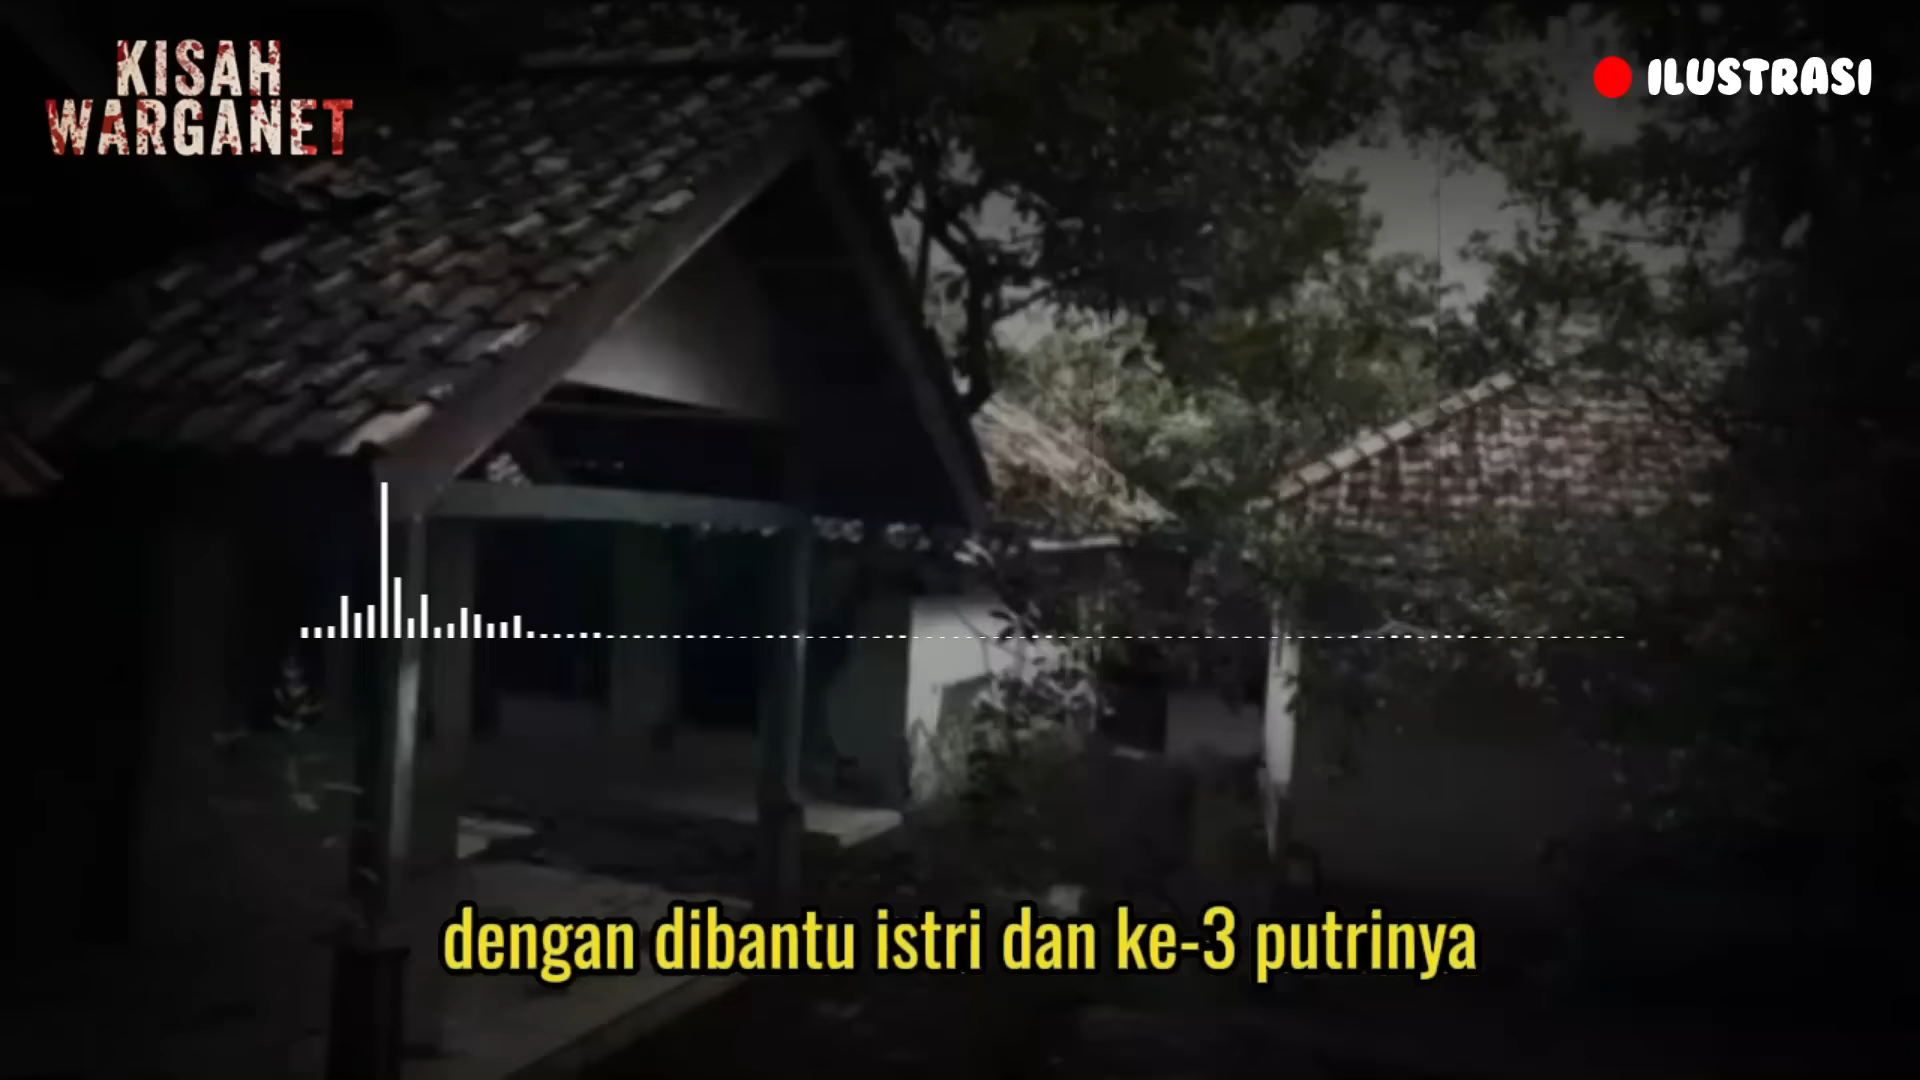 KISAH
WARGANET
ILUSTRASI
dengan dibantu istri dan ke-3 putrinya